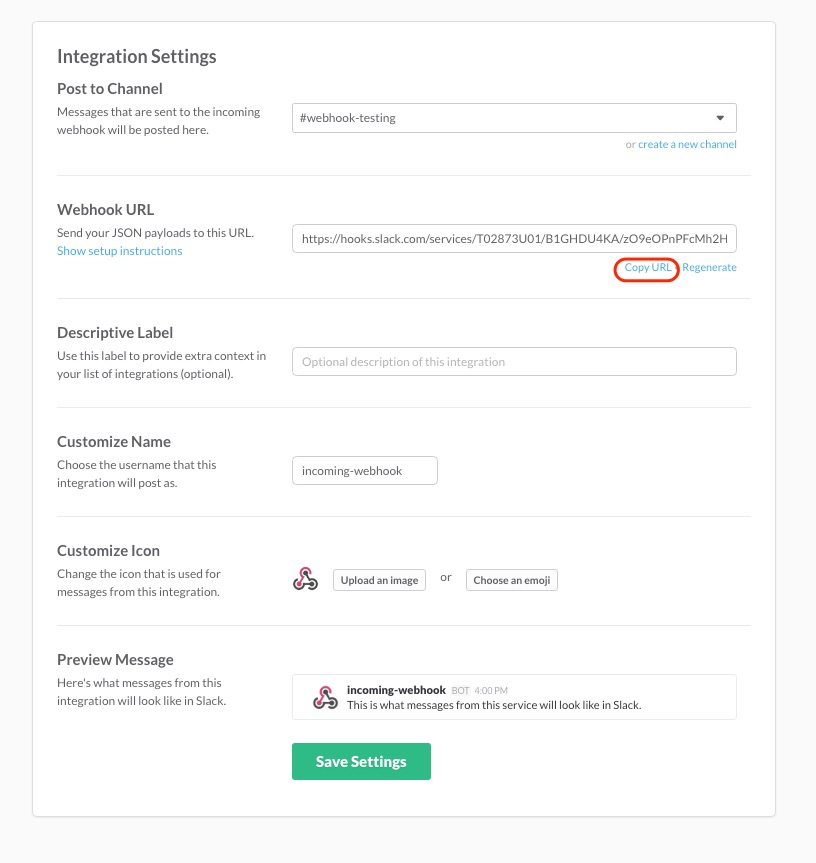 Integration Settings
Post to Channel
Messages that are sent to the incoming
webhook will be posted here.
#webhook-testing
or create a new channel
Webhook URL
Send your JSON payloads to this URL.
Show setup instructions
https://hooks.slack.com/services/T02873U01/B1GHDU4KA/zO9eOPnPFcMh2H
Copy URL • Regenerate
Descriptive Label
Use this label to provide extra context in
your list of integrations (optional).
Optional description of this integration
Customize Name
Choose the username that this
integration will post as.
incoming-webhook
Customize Icon
Change the icon that is used for
messages from this integration.
Upload an image or Choose an emoji
Preview Message
Here's what messages from this
integration will look like in Slack.
incoming-webhook BOT 4:00 PM
This is what messages from this service will look like in Slack.
Save Settings